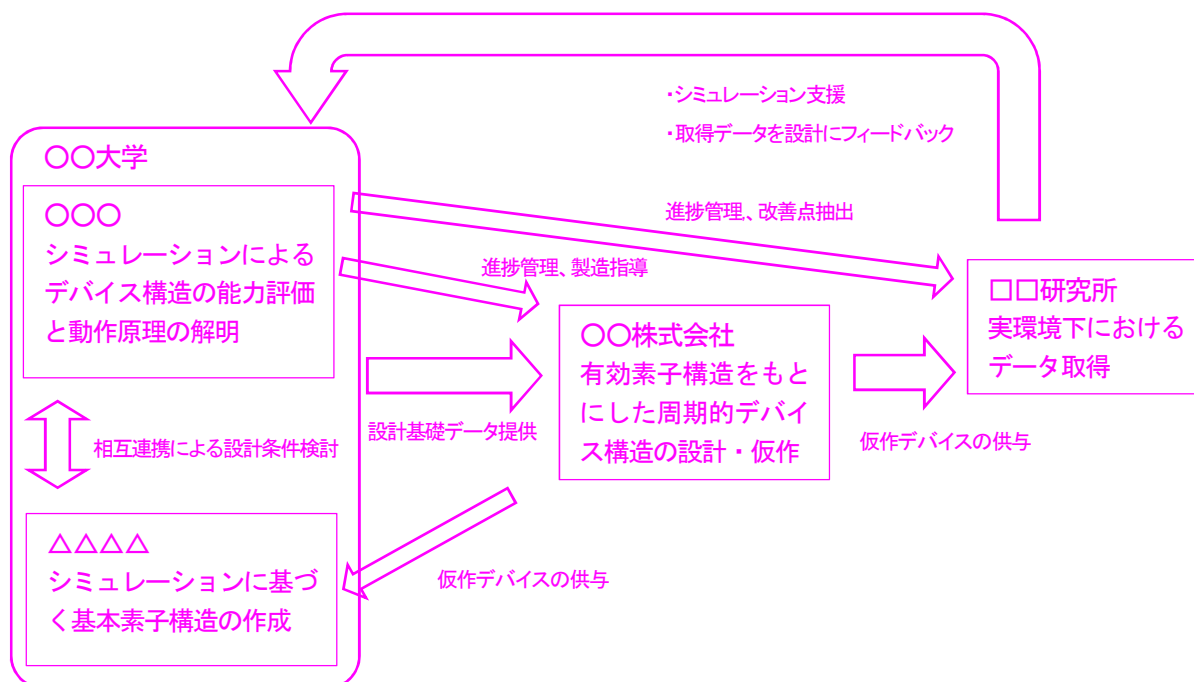 ・シミュレーション支援
・取得データを設計にフィードバック
〇〇大学
〇〇〇
シミュレーションによる
デバイス構造の能力評価
と動作原理の解明
進捗管理、改善点抽出
進捗管理、製造指導
□□研究所
実環境下における
データ取得
〇〇株式会社
有効素子構造をもと
にした周期的デバイ
ス構造の設計・仮作
設計基礎データ提供
仮作デバイスの供与
相互連携による設計条件検討
△△△△
シミュレーションに基づ
く基本素子構造の作成
仮作デバイスの供与